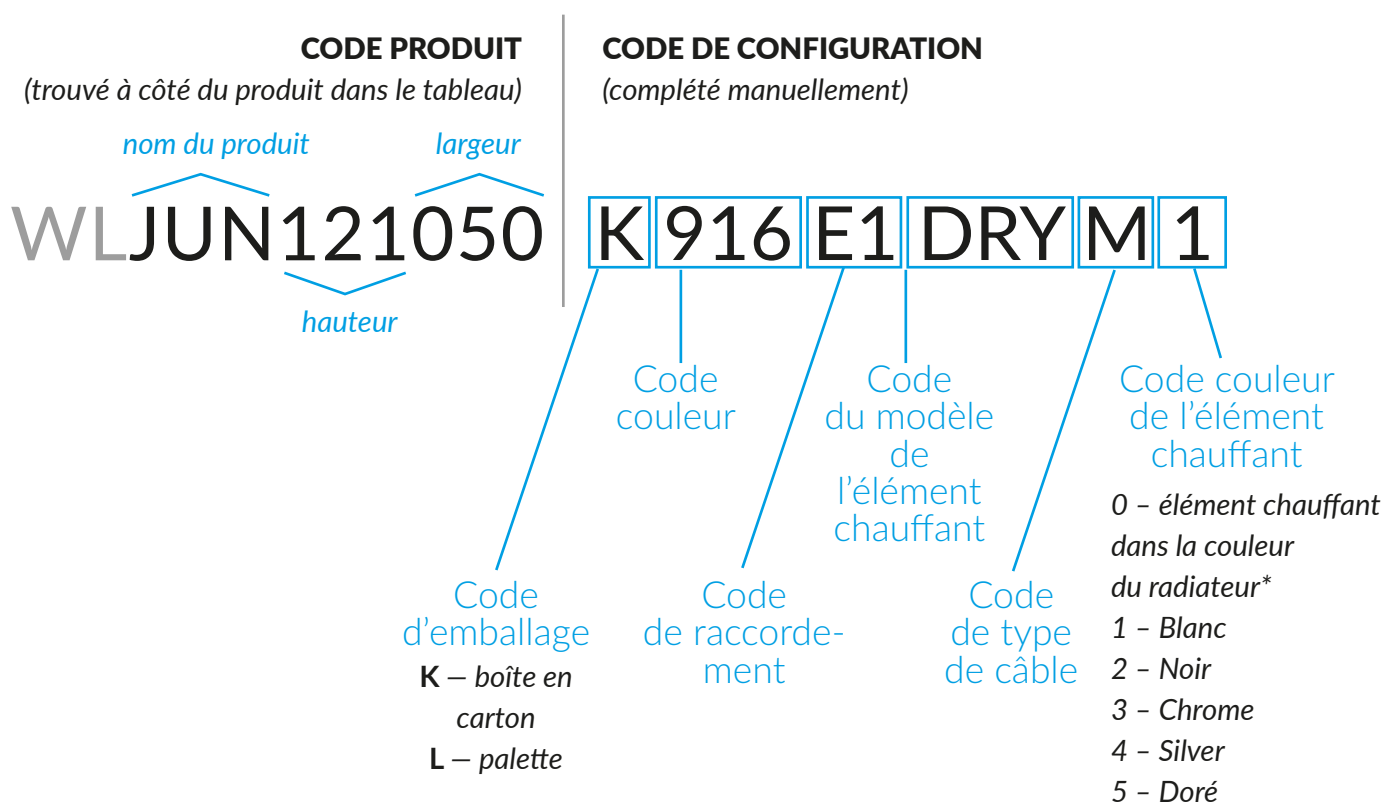 CODE PRODUIT
(trouvé à côté du produit dans le tableau)
CODE DE CONFIGURATION
(complété manuellement)
nom du produit
largeur
WLJUN121050
K 916 E1 DRY M 1
hauteur
Code
couleur
Code
du modèle
de
l'élément
chauffant
Code couleur
de l'élément
chauffant
0 – élément chauffant
dans la couleur
du radiateur*
1 – Blanc
2 – Noir
3 – Chrome
4 – Silver
5 – Doré
Code
d'emballage
K – boîte en
carton
L – palette
Code
de raccorde-
ment
Code
de type
de câble